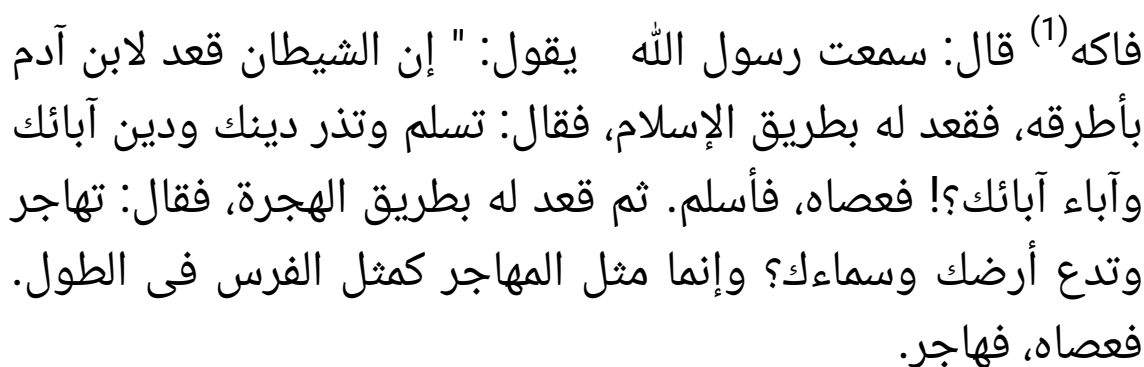 فاكه(1) قال: سمعت رسول الله يقول: " إن الشيطان قعد لابن آدم
بأطرقه، فقعد له بطريق الإسلام، فقال: تسلم وتذر دينك ودين آبائك
وآباء آبائك؟! فعصاه، فأسلم. ثم قعد له بطريق الهجرة، فقال: تهاجر
وتدع أرضك وسماءك؟ وإنما مثل المهاجر كمثل الفرس فى الطول.
فعصاه، فهاجر.